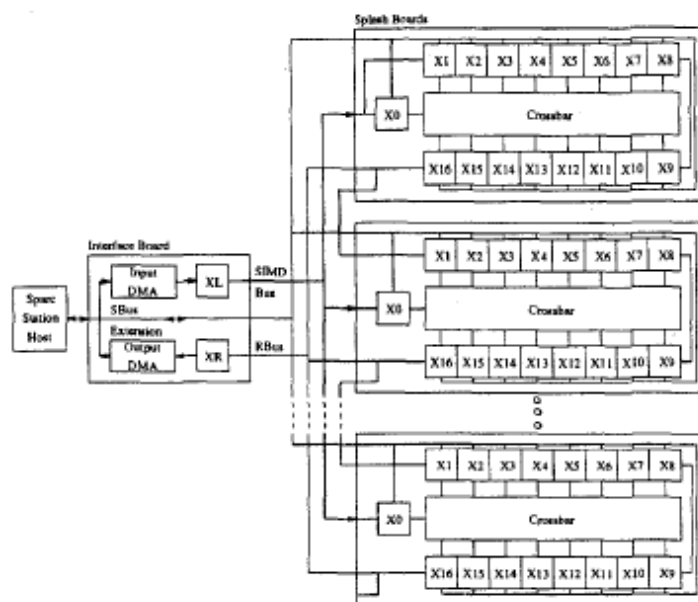 Splash Boards
X1 X2 X3 X4 X5 X6 X7 X8
X0
Crossbar
X16 X15 X14 X13 X12 X11 X10 X9
Interface Board
Input
DMA
XL
SIMD
Bus
Sparc
Station
Host
SBus
Extension
Output
DMA
XR
RBus
X1 X2 X3 X4 X5 X6 X7 X8
X0
Crossbar
X16 X15 X14 X13 X12 X11 X10 X9
X1 X2 X3 X4 X5 X6 X7 X8
X0
Crossbar
X16 X15 X14 X13 X12 X11 X10 X9